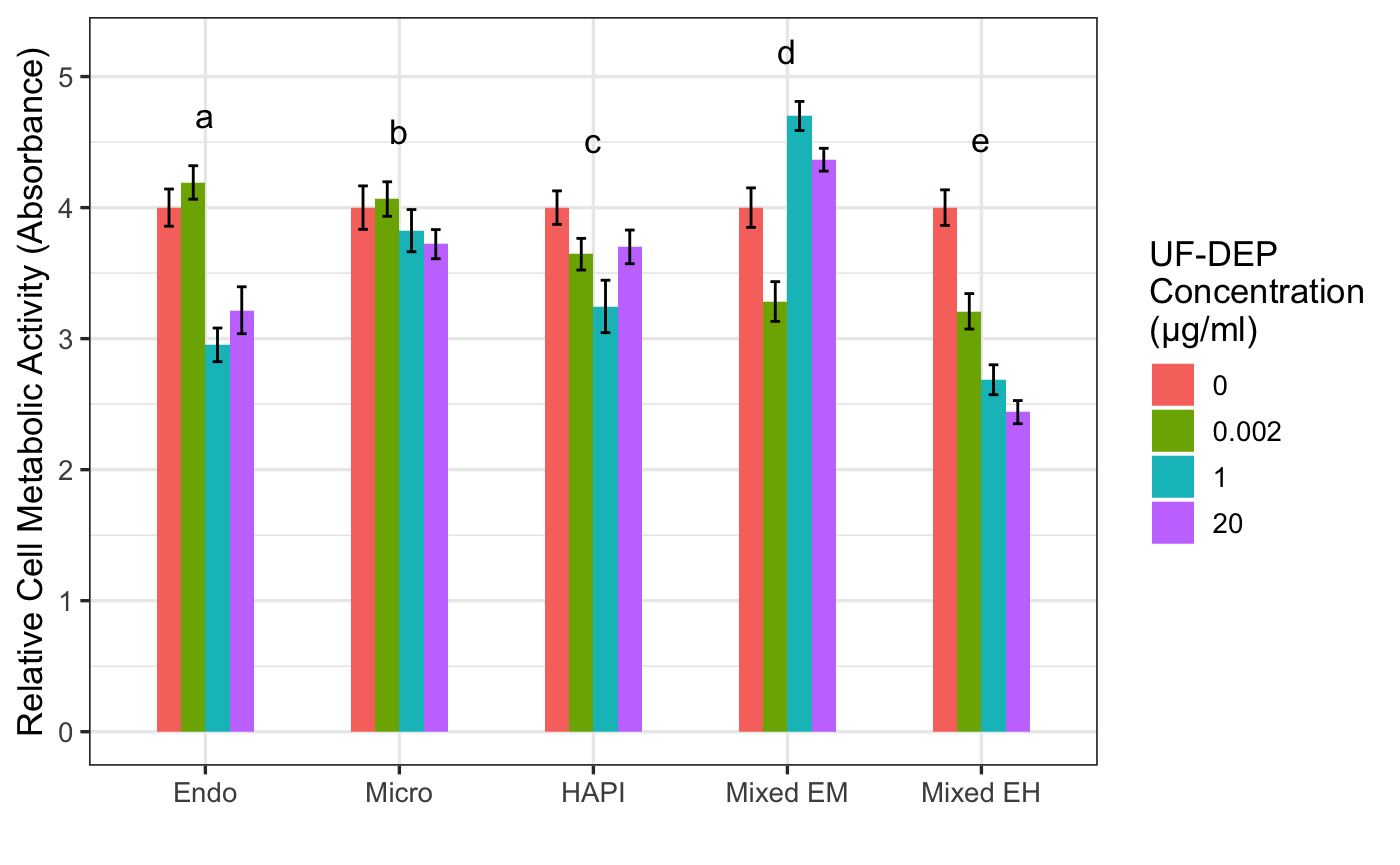 Relative Cell Metabolic Activity (Absorbance)
5
4
3
2
1
0
a
b
c
d
e
Endo
Micro
HAPI
Mixed EM
Mixed EH
UF-DEP
Concentration
(μg/ml)
0
0.002
1
20